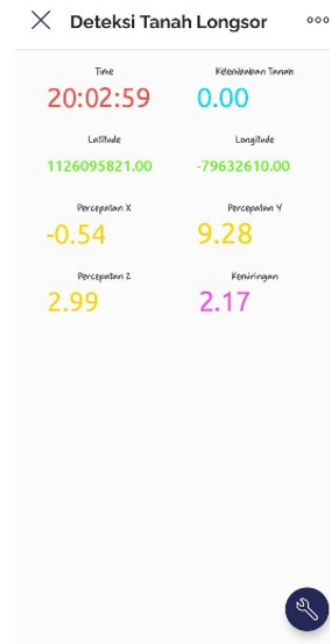 Deteksi Tanah Longsor
Time Kelembaban Tanah
20:02:59 0.00
Latitude Longitude
1126095821.00 -79632610.00
Percepatan X Percepatan Y
-0.54 9.28
Percepatan Z Kemiringan
2.99 2.17